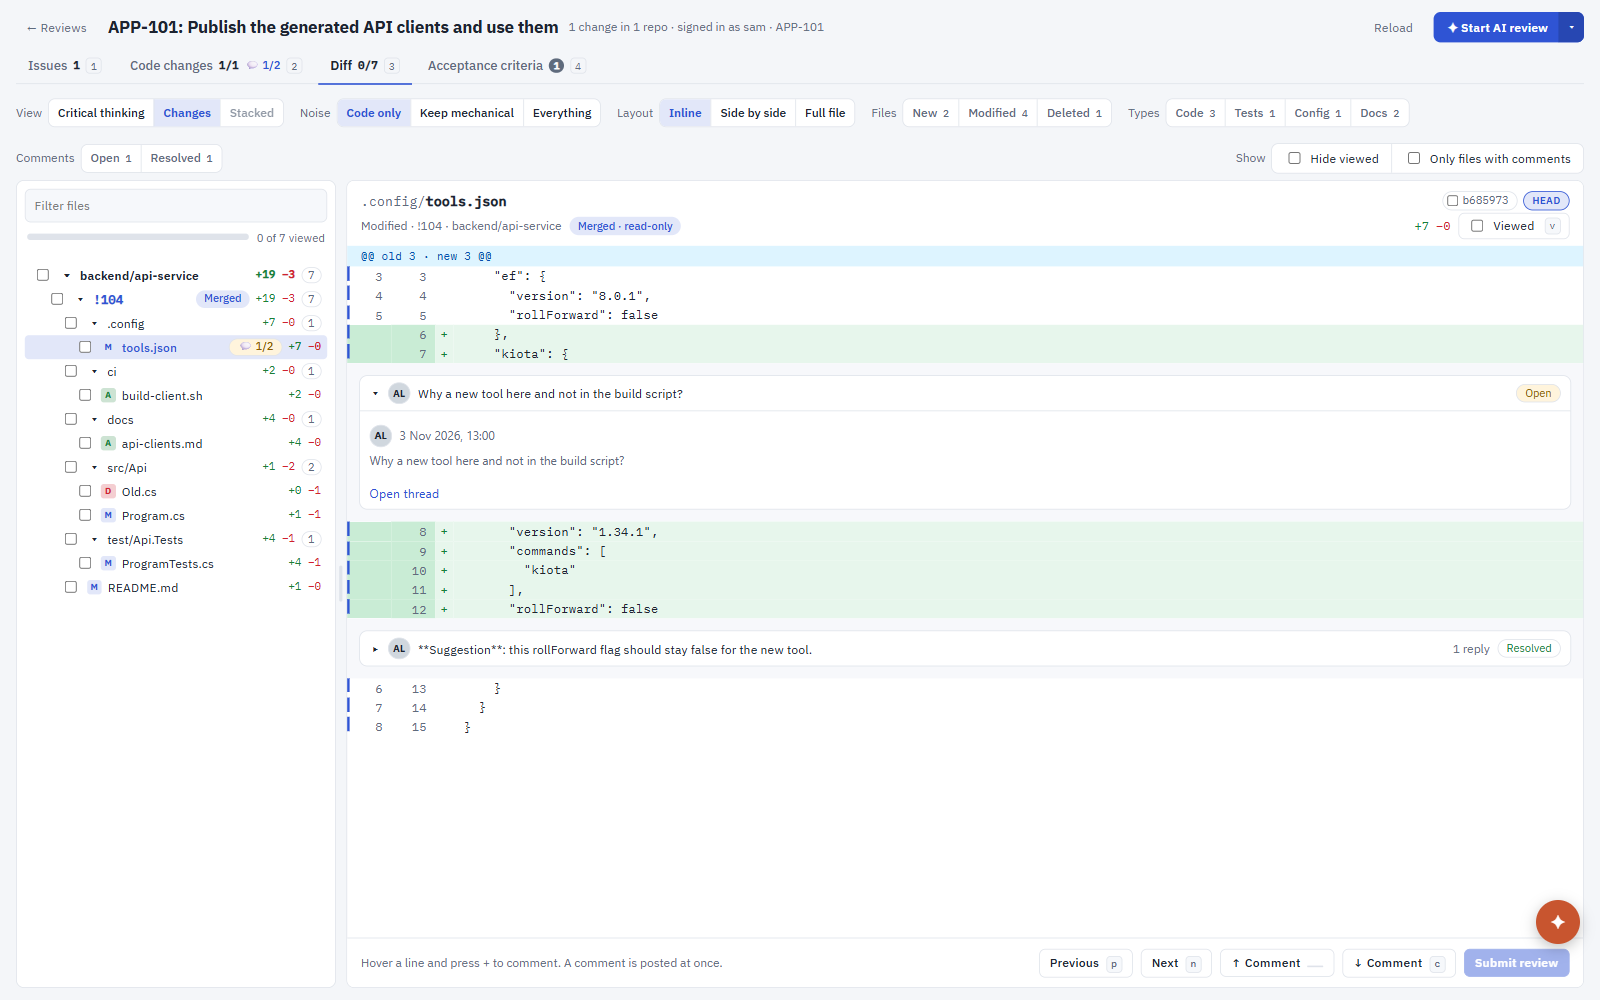 ← Reviews APP-101: Publish the generated API clients and use them 1 change in 1 repo · signed in as sam · APP-101 Reload ✦ Start AI review
Issues 1 1 Code changes 1/1 1/2 2 Diff 0/7 3 Acceptance criteria 1 4
View Critical thinking Changes Stacked Noise Code only Keep mechanical Everything Layout Inline Side by side Full file Files New 2 Modified 4 Deleted 1 Types Code 3 Tests 1 Config 1 Docs 2
Comments Open 1 Resolved 1 Show Hide viewed Only files with comments
Filter files
0 of 7 viewed
backend/api-service +19 −3 7
!104 Merged +19 −3 7
.config +7 −0 1
M tools.json 1/2 +7 −0
ci +2 −0 1
A build-client.sh +2 −0
docs +4 −0 1
A api-clients.md +4 −0
src/Api +1 −2 2
D Old.cs +0 −1
M Program.cs +1 −1
test/Api.Tests +4 −1 1
M ProgramTests.cs +4 −1
M README.md +1 −0
.config/tools.json b685973 HEAD
Modified · !104 · backend/api-service Merged · read-only +7 −0 Viewed v
@@ old 3 · new 3 @@
3 3 "ef": {
4 4 "version": "8.0.1",
5 5 "rollForward": false
6 + },
7 + "kiota": {
AL Why a new tool here and not in the build script? Open
AL 3 Nov 2026, 13:00
Why a new tool here and not in the build script?
Open thread
8 + "version": "1.34.1",
9 + "commands": [
10 + "kiota"
11 + ],
12 + "rollForward": false
AL **Suggestion**: this rollForward flag should stay false for the new tool. 1 reply Resolved
6 13 }
7 14 }
8 15 }
Hover a line and press + to comment. A comment is posted at once. Previous p Next n ↑ Comment ↓ Comment c Submit review